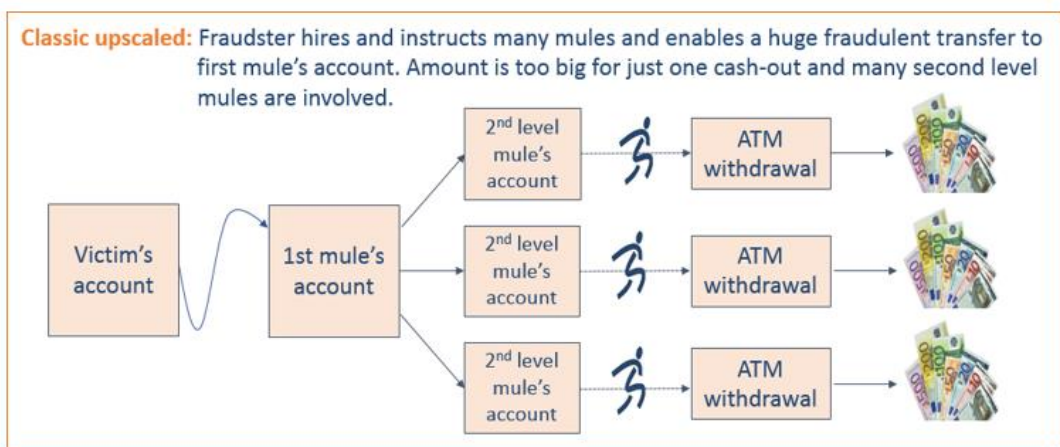 Classic upscaled: Fraudster hires and instructs many mules and enables a huge fraudulent transfer to
first mule's account. Amount is too big for just one cash-out and many second level
mules are involved.
Victim's
account
1st mule's
account
2nd level
mule's
account
ATM
withdrawal
2nd level
mule's
account
ATM
withdrawal
2nd level
mule's
account
ATM
withdrawal